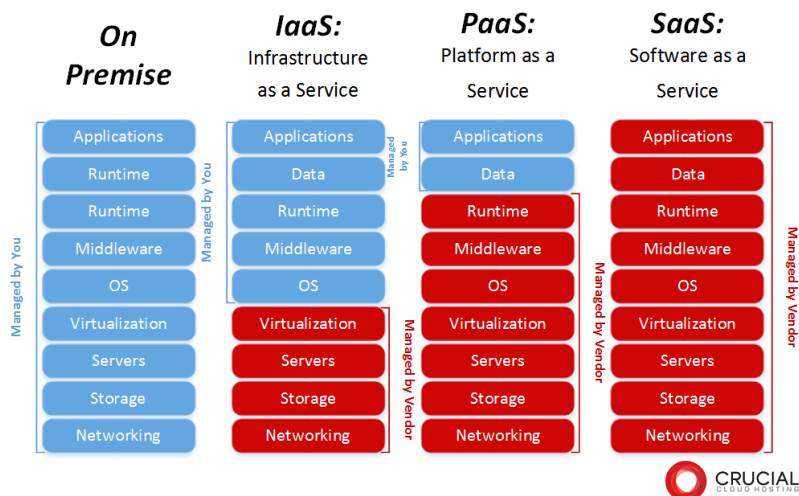 On
Premise
IaaS:
Infrastructure
as a Service
PaaS:
Platform as a
Service
SaaS:
Software as a
Service
Managed by You
Applications
Runtime
Runtime
Middleware
OS
Virtualization
Servers
Storage
Networking
Managed by You
Applications
Data
Runtime
Middleware
OS
Virtualization
Servers
Storage
Networking
Managed by Vendor
Managed
by You
Applications
Data
Runtime
Middleware
OS
Virtualization
Servers
Storage
Networking
Managed by Vendor
Applications
Data
Runtime
Middleware
OS
Virtualization
Servers
Storage
Networking
Managed by Vendor
CRUCIAL
CLOUD HOSTING